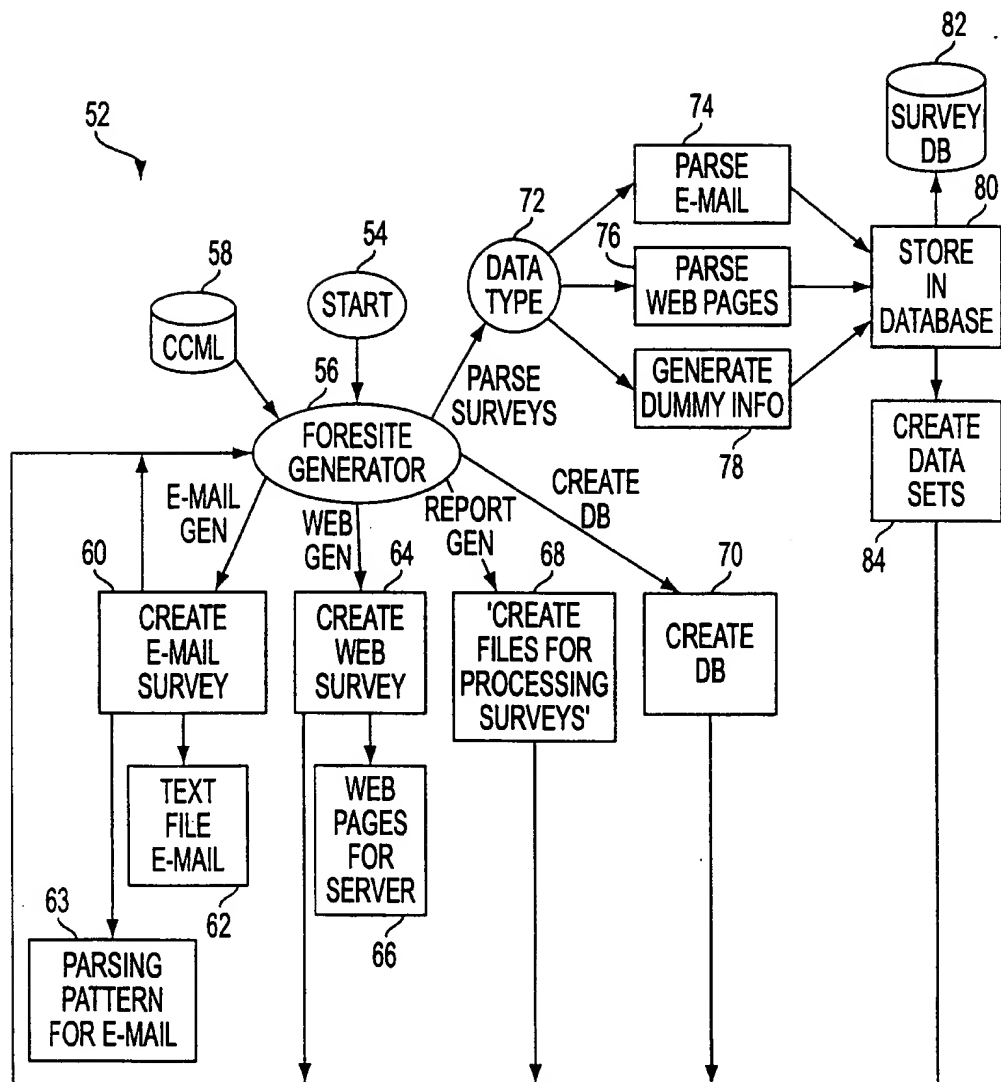 82
SURVEY
DB
52
74
PARSE
E-MAIL
72
DATA
TYPE
76
PARSE
WEB PAGES
80
STORE
IN
DATABASE
58
CCML
54
START
56
FORESITE
GENERATOR
PARSE
SURVEYS
GENERATE
DUMMY INFO
78
CREATE
DATA
SETS
84
E-MAIL
GEN
WEB
GEN
REPORT
GEN
CREATE
DB
60
CREATE
E-MAIL
SURVEY
64
CREATE
WEB
SURVEY
68
'CREATE
FILES FOR
PROCESSING
SURVEYS'
70
CREATE
DB
TEXT
FILE
E-MAIL
62
WEB
PAGES
FOR
SERVER
66
63
PARSING
PATTERN
FOR E-MAIL